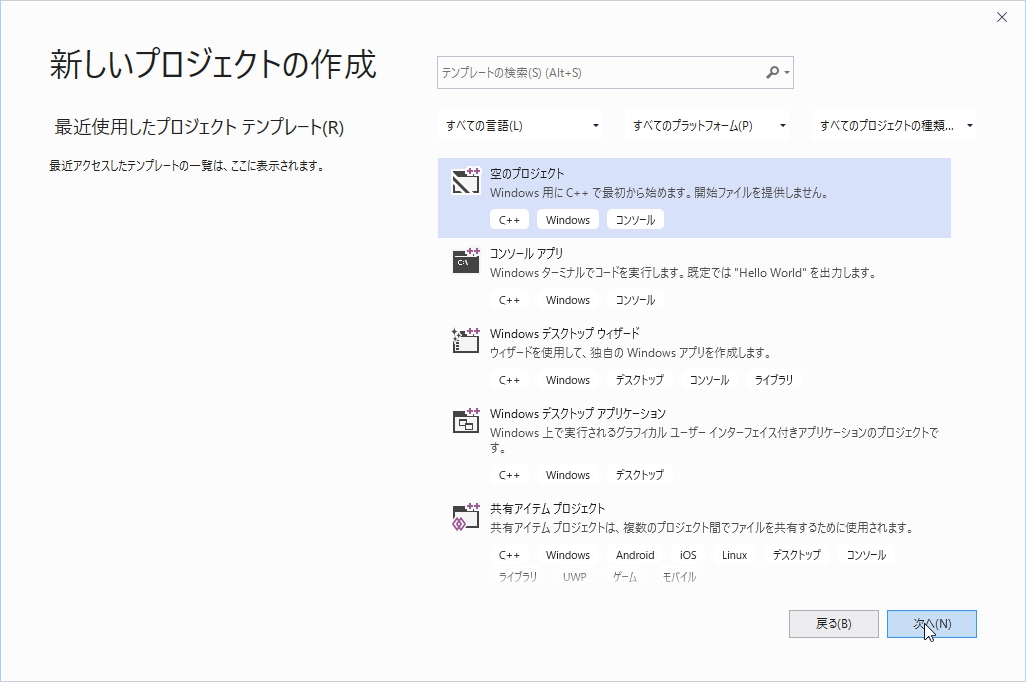 新しいプロジェクトの作成
テンプレートの検索(S) (Alt+S)
最近使用したプロジェクト テンプレート(R)
最近アクセスしたテンプレートの一覧は、ここに表示されます。
すべての言語(L)
すべてのプラットフォーム(P)
すべてのプロジェクトの種類...
空のプロジェクト
Windows 用に C++ で最初から始めます。開始ファイルを提供しません。
C++ Windows コンソール
コンソール アプリ
Windows ターミナルでコードを実行します。既定では "Hello World" を出力します。
C++ Windows コンソール
Windows デスクトップ ウィザード
ウィザードを使用して、独自の Windows アプリを作成します。
C++ Windows デスクトップ コンソール ライブラリ
Windows デスクトップ アプリケーション
Windows 上で実行されるグラフィカル ユーザー インターフェイス付きアプリケーションのプロジェクトで
す。
C++ Windows デスクトップ
共有アイテム プロジェクト
共有アイテム プロジェクトは、複数のプロジェクト間でファイルを共有するために使用されます。
C++ Windows Android iOS Linux デスクトップ コンソール
ライブラリ UWP ゲーム モバイル
戻る(B)
次へ(N)